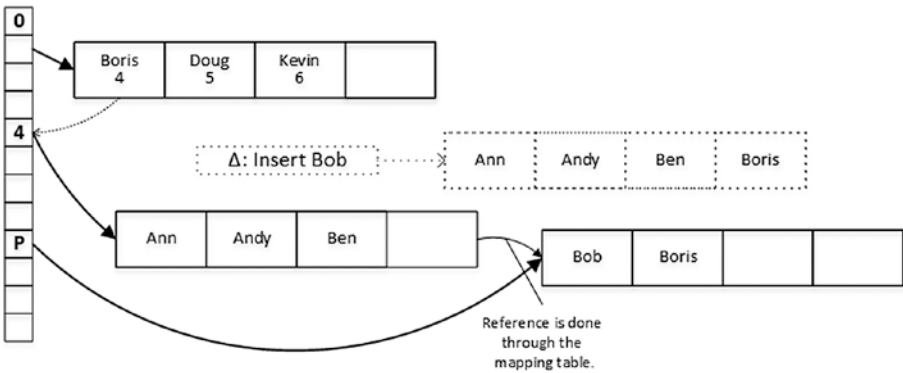 0
Boris Doug Kevin
4 5 6
4
Δ: Insert Bob
Ann Andy Ben Boris
Ann Andy Ben
P
Bob Boris
Reference is done
through the
mapping table.